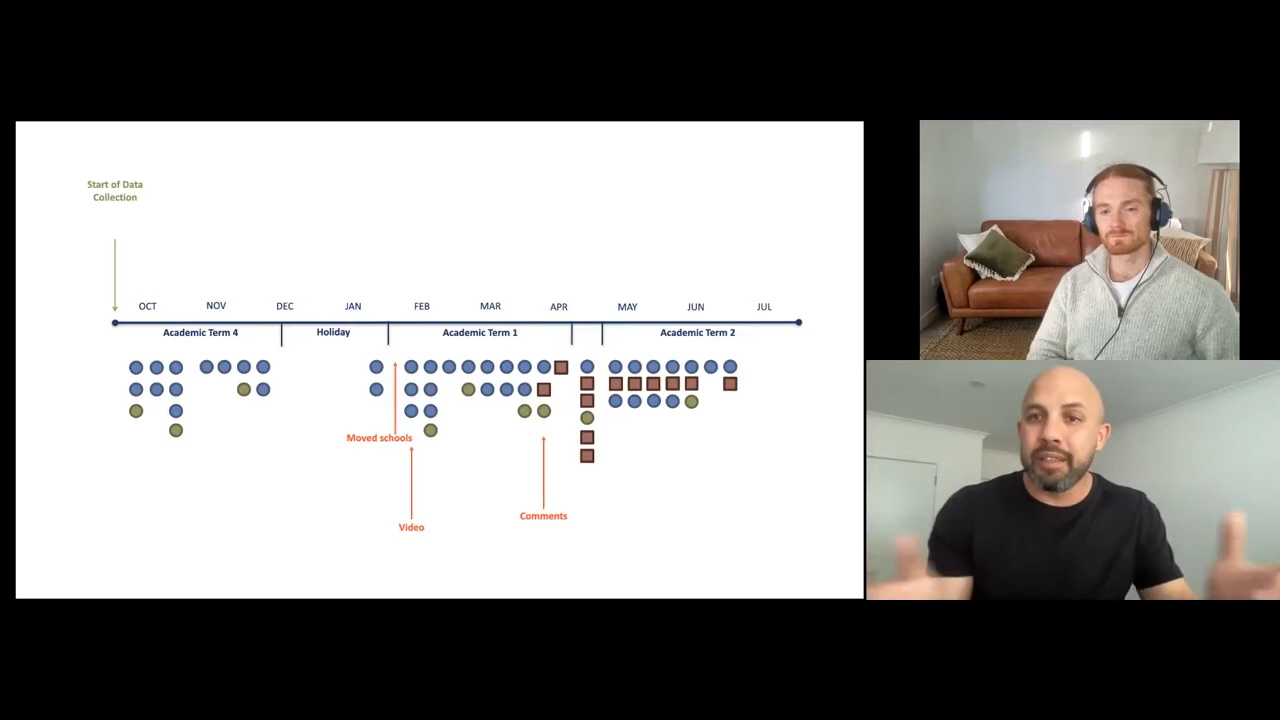 Start of Data
Collection
OCT NOV DEC JAN FEB MAR APR MAY JUN JUL
Academic Term 4 Holiday Academic Term 1 Academic Term 2
Moved schools
Video
Comments